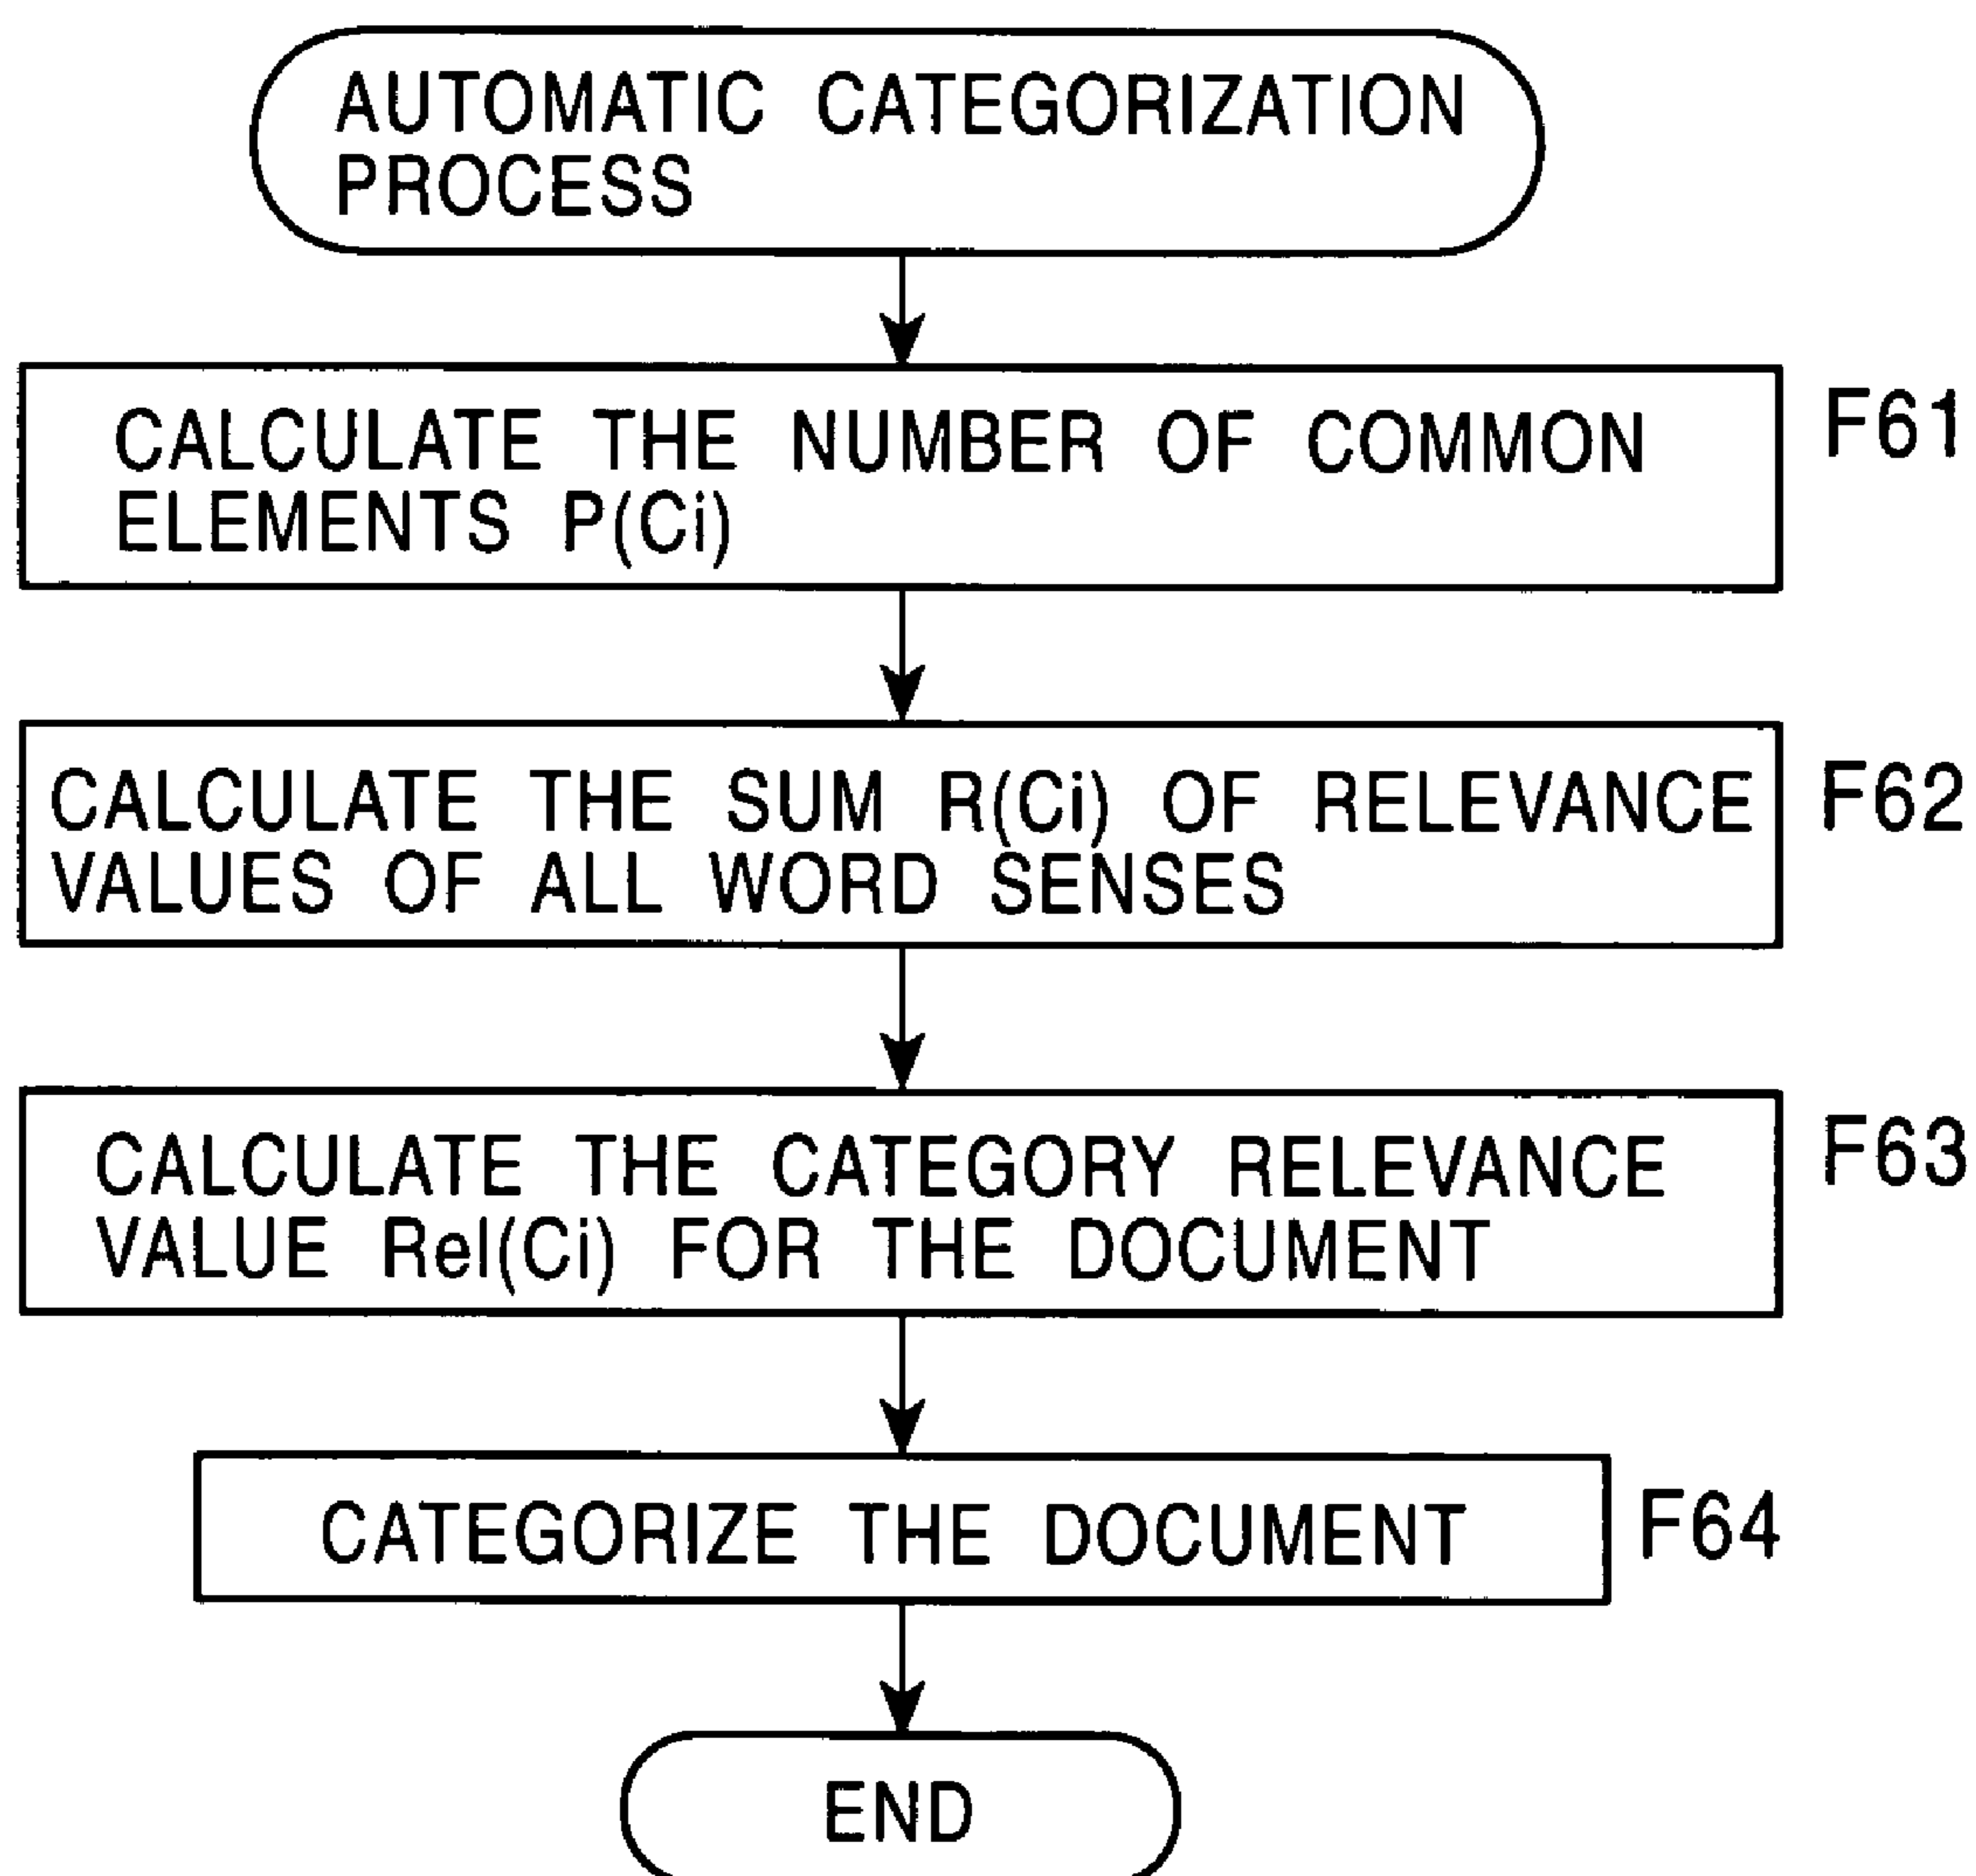 AUTOMATIC CATEGORIZATION
PROCESS
CALCULATE THE NUMBER OF COMMON
ELEMENTS P(Ci)
F61
CALCULATE THE SUM R(Ci) OF RELEVANCE
VALUES OF ALL WORD SENSES
F62
CALCULATE THE CATEGORY RELEVANCE
VALUE Rel(Ci) FOR THE DOCUMENT
F63
CATEGORIZE THE DOCUMENT
F64
END